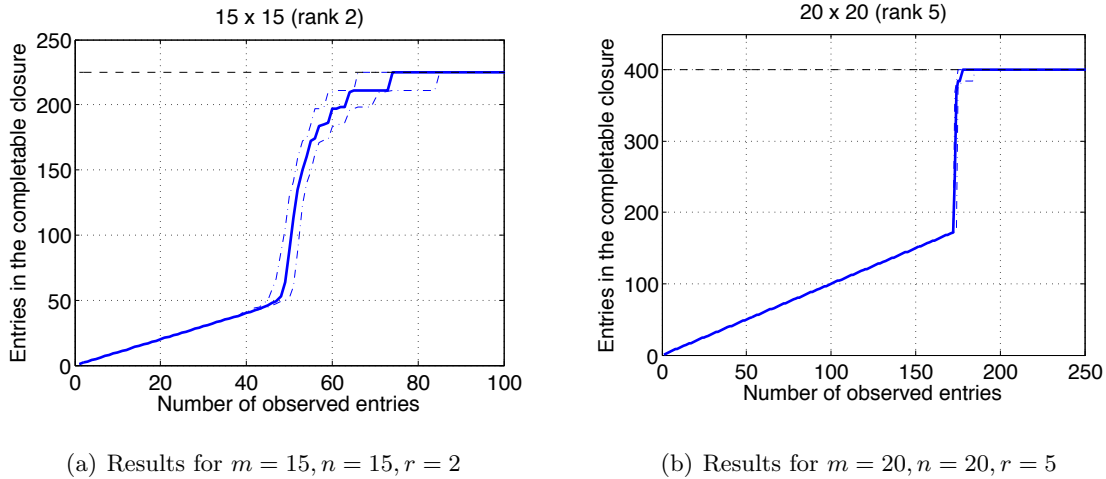 15 x 15 (rank 2)
Entries in the completable closure
250
200
150
100
50
0
0 20 40 60 80 100
Number of observed entries
(a) Results for m = 15, n = 15, r = 2
20 x 20 (rank 5)
Entries in the completable closure
400
300
200
100
0
0 50 100 150 200 250
Number of observed entries
(b) Results for m = 20, n = 20, r = 5